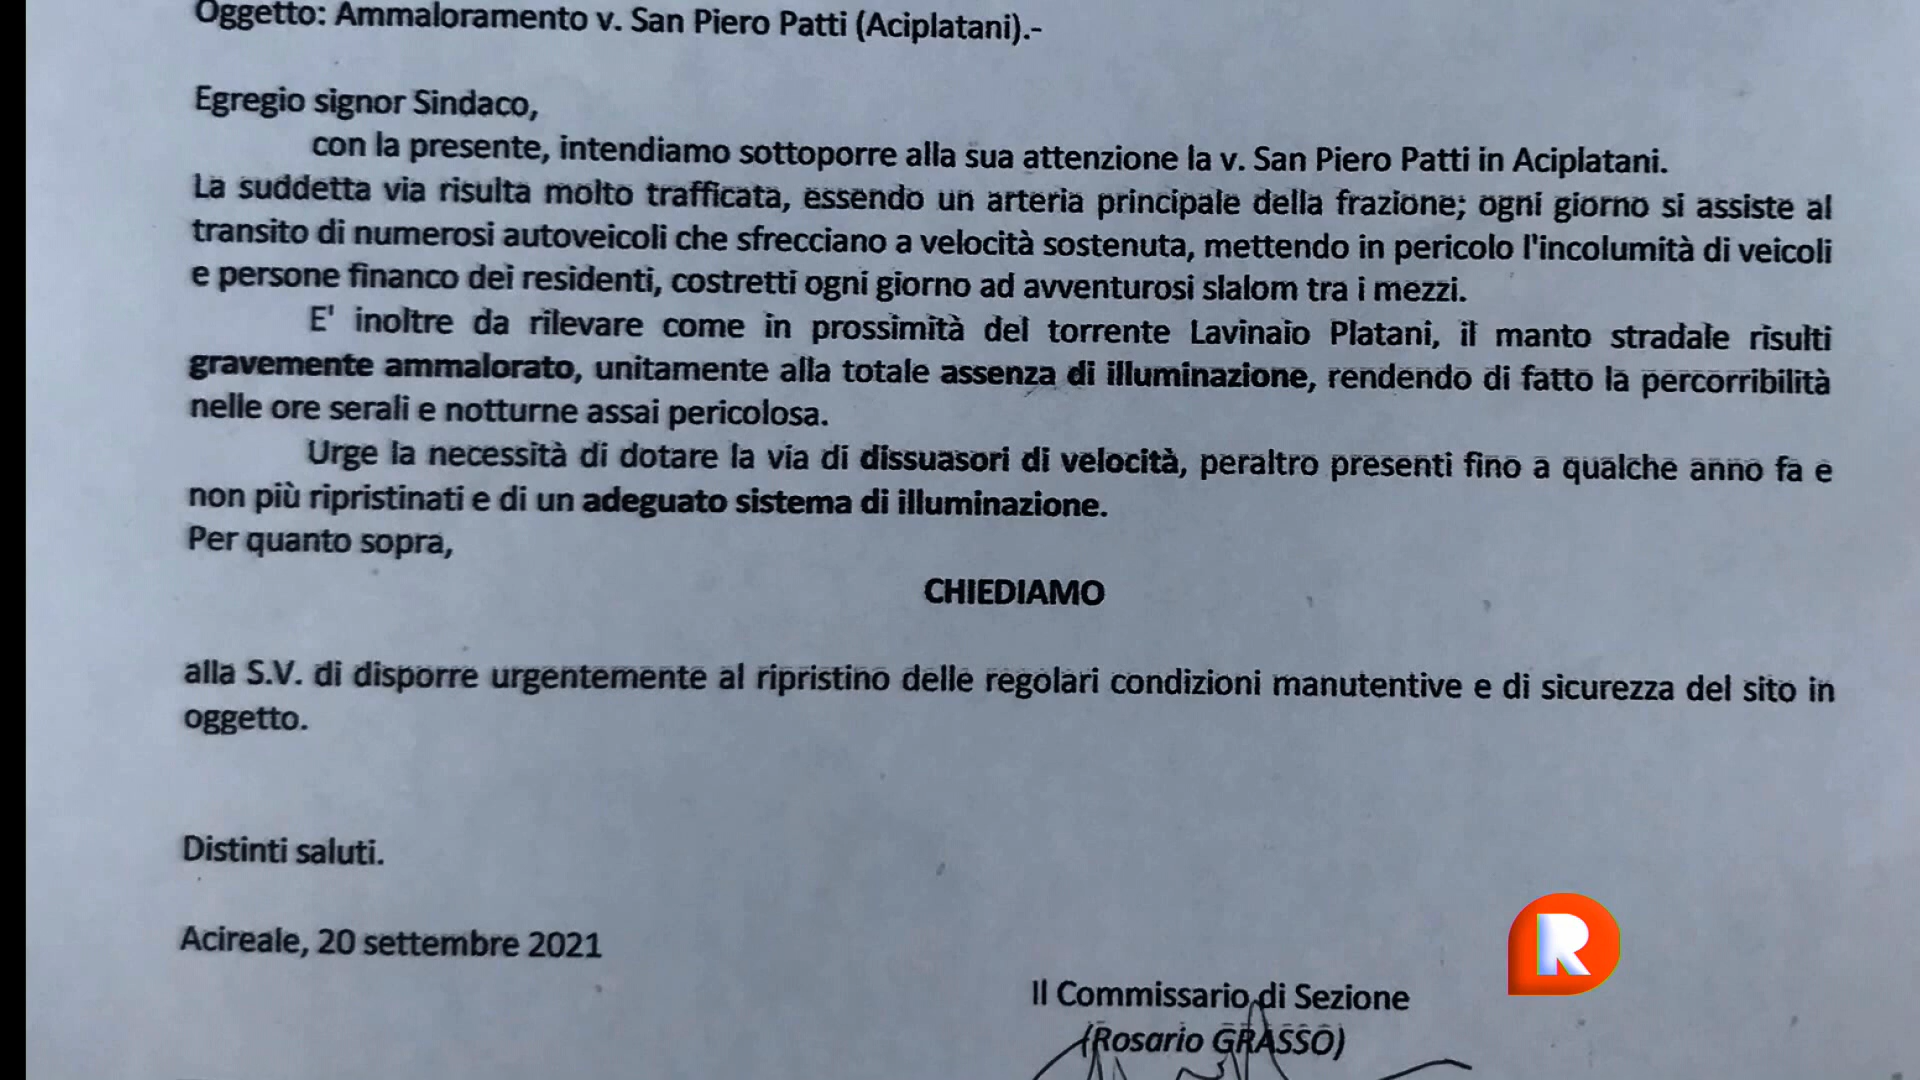 Oggetto: Ammaloramento v. San Piero Patti (Aciplatani).-
Egregio signor Sindaco,
con la presente, intendiamo sottoporre alla sua attenzione la v. San Piero Patti in Aciplatani.
La suddetta via risulta molto trafficata, essendo un arteria principale della frazione; ogni giorno si assiste al
transito di numerosi autoveicoli che sfrecciano a velocità sostenuta, mettendo in pericolo l'incolumità di veicoli
e persone financo dei residenti, costretti ogni giorno ad avventurosi slalom tra i mezzi.
E' inoltre da rilevare come in prossimità del torrente Lavinaio Platani, il manto stradale risulti
gravemente ammalorato, unitamente alla totale assenza di illuminazione, rendendo di fatto la percorribilità
nelle ore serali e notturne assai pericolosa.
Urge la necessità di dotare la via di dissuasori di velocità, peraltro presenti fino a qualche anno fa e
non più ripristinati e di un adeguato sistema di illuminazione.
Per quanto sopra,
CHIEDIAMO
alla S.V. di disporre urgentemente al ripristino delle regolari condizioni manutentive e di sicurezza del sito in
oggetto.
Distinti saluti.
Acireale, 20 settembre 2021
R
Il Commissario di Sezione
(Rosario GRASSO)